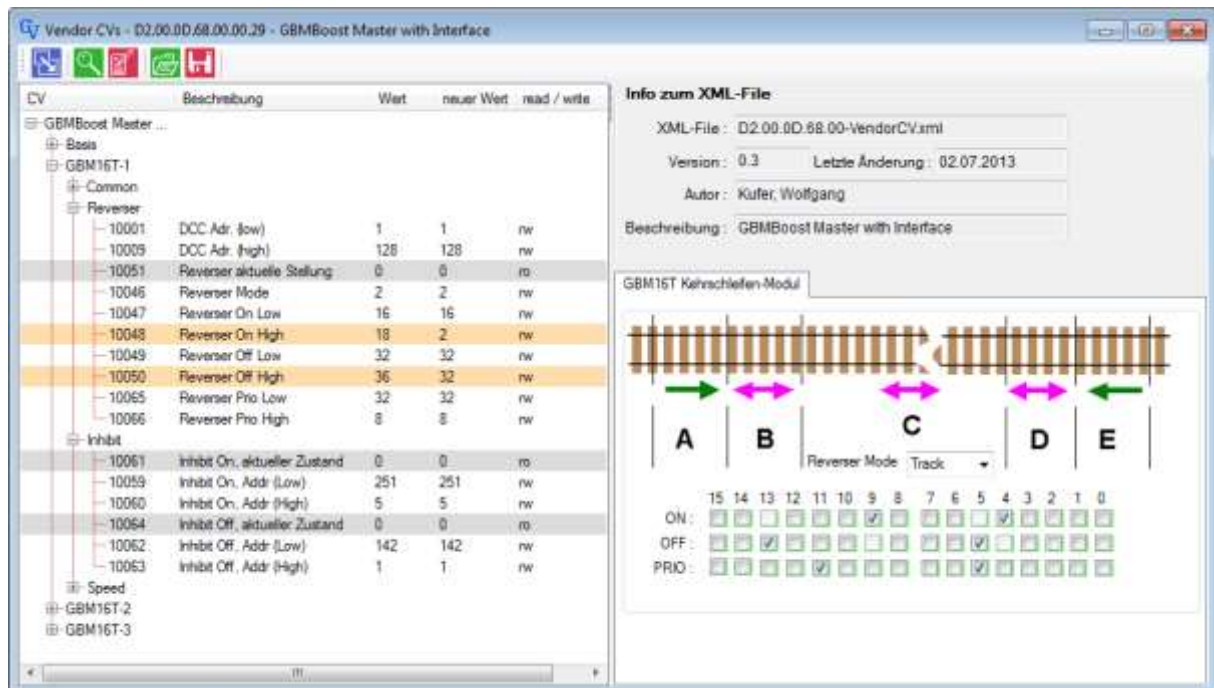 Vendor CVs - D2.00.0D.68.00.00.29 - GBMBoost Master with Interface
CV Beschreibung Wert neuer Wert read / write
GBMBoost Master ...
Basis
GBM16T-1
Common
Reverser
10001 DCC Adr. (low) 1 1 rw
10009 DCC Adr. (high) 128 128 rw
10051 Reverser aktuelle Stellung 0 0 ro
10046 Reverser Mode 2 2 rw
10047 Reverser On Low 16 16 rw
10048 Reverser On High 18 2 rw
10049 Reverser Off Low 32 32 rw
10050 Reverser Off High 36 32 rw
10065 Reverser Prio Low 32 32 rw
10066 Reverser Prio High 8 8 rw
Inhibit
10061 Inhibit On, aktueller Zustand 0 0 ro
10059 Inhibit On, Addr (Low) 251 251 rw
10060 Inhibit On, Addr (High) 5 5 rw
10064 Inhibit Off, aktueller Zustand 0 0 ro
10062 Inhibit Off, Addr (Low) 142 142 rw
10063 Inhibit Off, Addr (High) 1 1 rw
Speed
GBM16T-2
GBM16T-3
Info zum XML-File
XML-File : D2.00.0D.68.00-VendorCV.xml
Version : 0.3 Letzte Änderung : 02.07.2013
Autor : Kufer, Wolfgang
Beschreibung : GBMBoost Master with Interface
GBM16T Kehrschleifen-Modul
A B C D E
Reverser Mode Track
15 14 13 12 11 10 9 8 7 6 5 4 3 2 1 0
ON :
OFF :
PRIO :